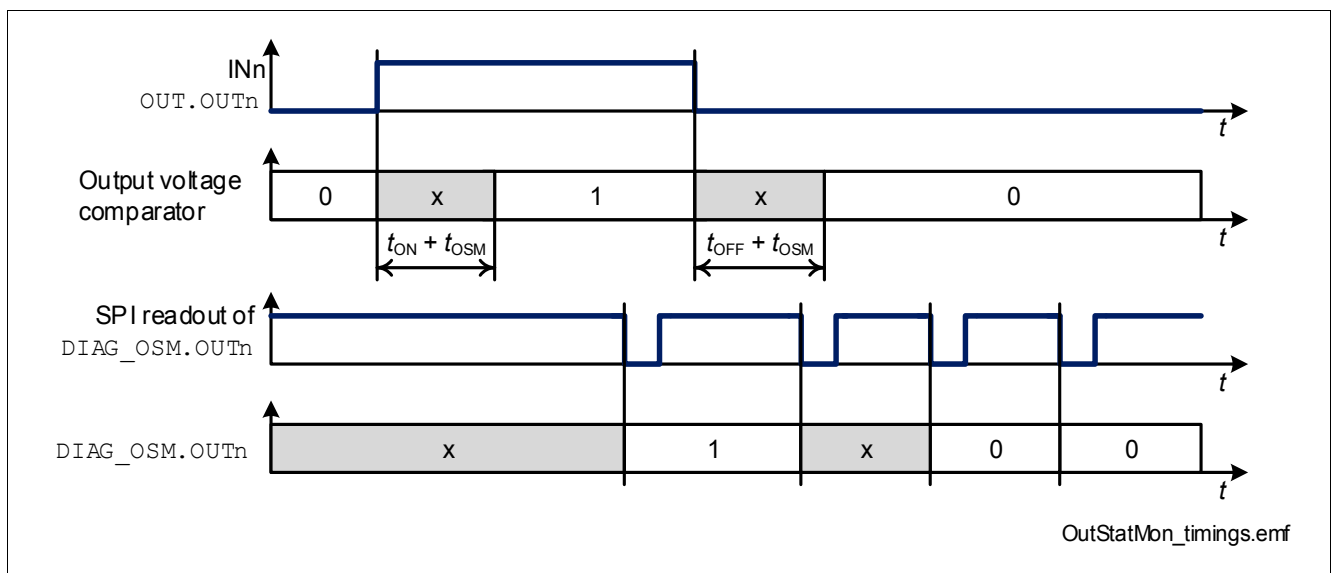 INn
OUT.OUTn
t
Output voltage
comparator
0 x 1 x 0
t
tON + tOSM tOFF + tOSM
SPI readout of
DIAG_OSM.OUTn
t
DIAG_OSM.OUTn
x 1 x 0 0
t
OutStatMon_timings.emf